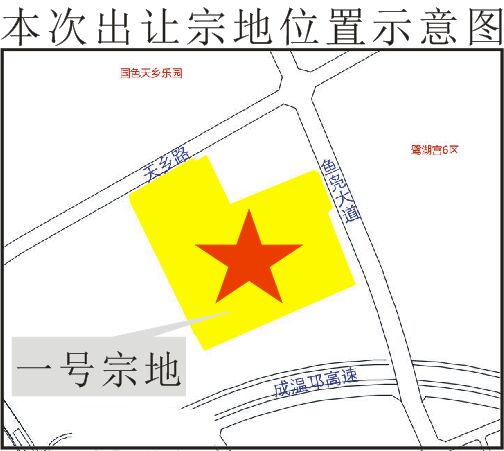 本次出让宗地位置示意图
国色天乡乐园
鹭湖宫6区
天乡路
鱼凫大道
一号宗地
成温邛高速